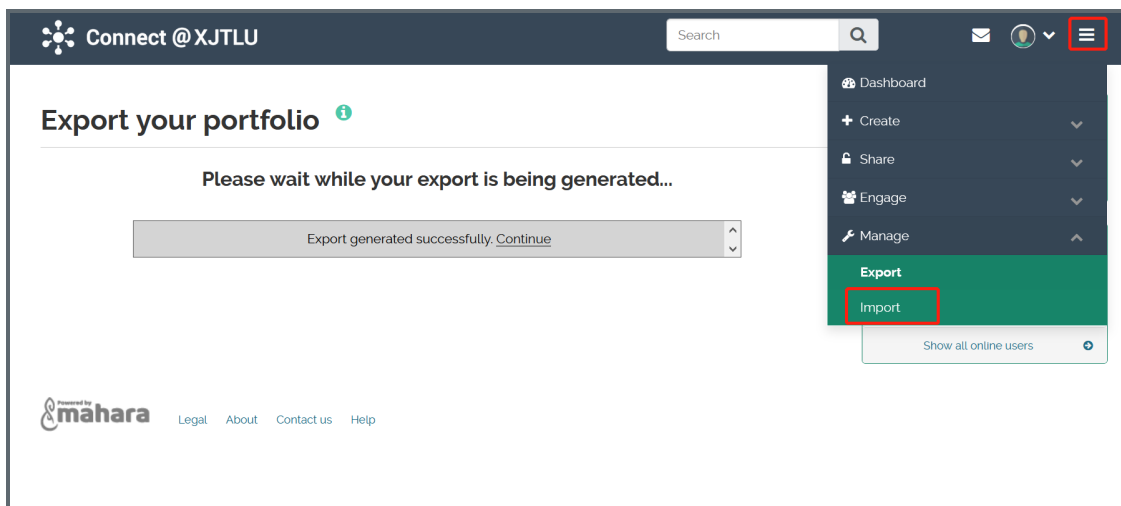 Connect @ XJTLU
Search
Dashboard
Export your portfolio
Create
Share
Please wait while your export is being generated...
Engage
Export generated successfully. Continue
Manage
Export
Import
Show all online users
Powered by
mahara
Legal About Contact us Help